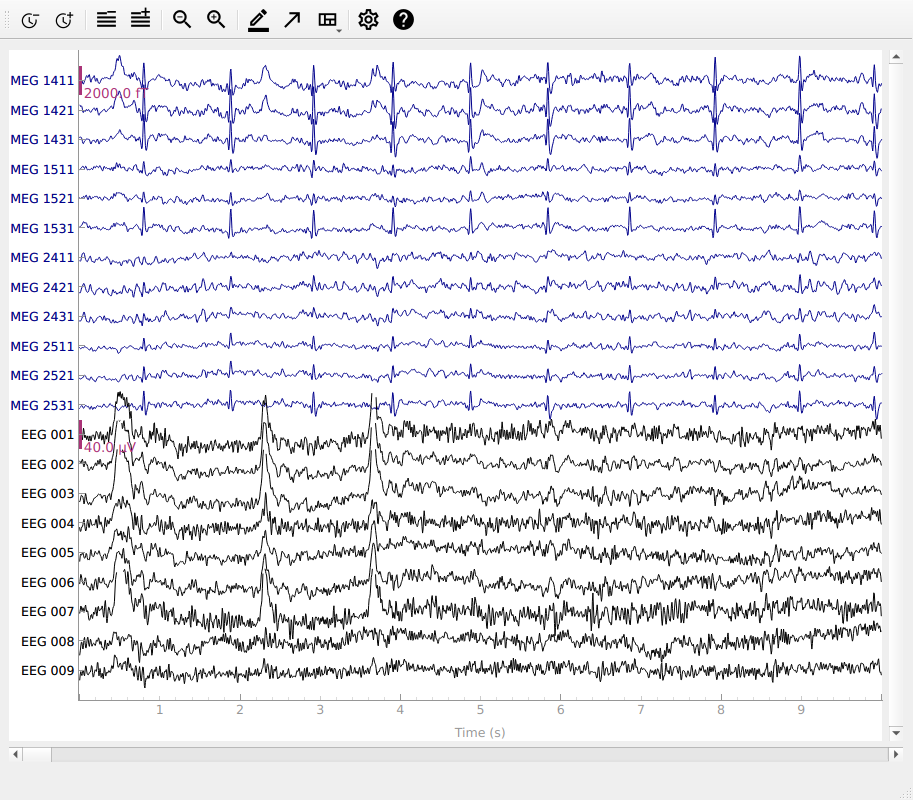 MEG 1411
2000.0 fT
MEG 1421
MEG 1431
MEG 1511
MEG 1521
MEG 1531
MEG 2411
MEG 2421
MEG 2431
MEG 2511
MEG 2521
MEG 2531
EEG 001
40.0 µV
EEG 002
EEG 003
EEG 004
EEG 005
EEG 006
EEG 007
EEG 008
EEG 009
1 2 3 4 5 6 7 8 9
Time (s)